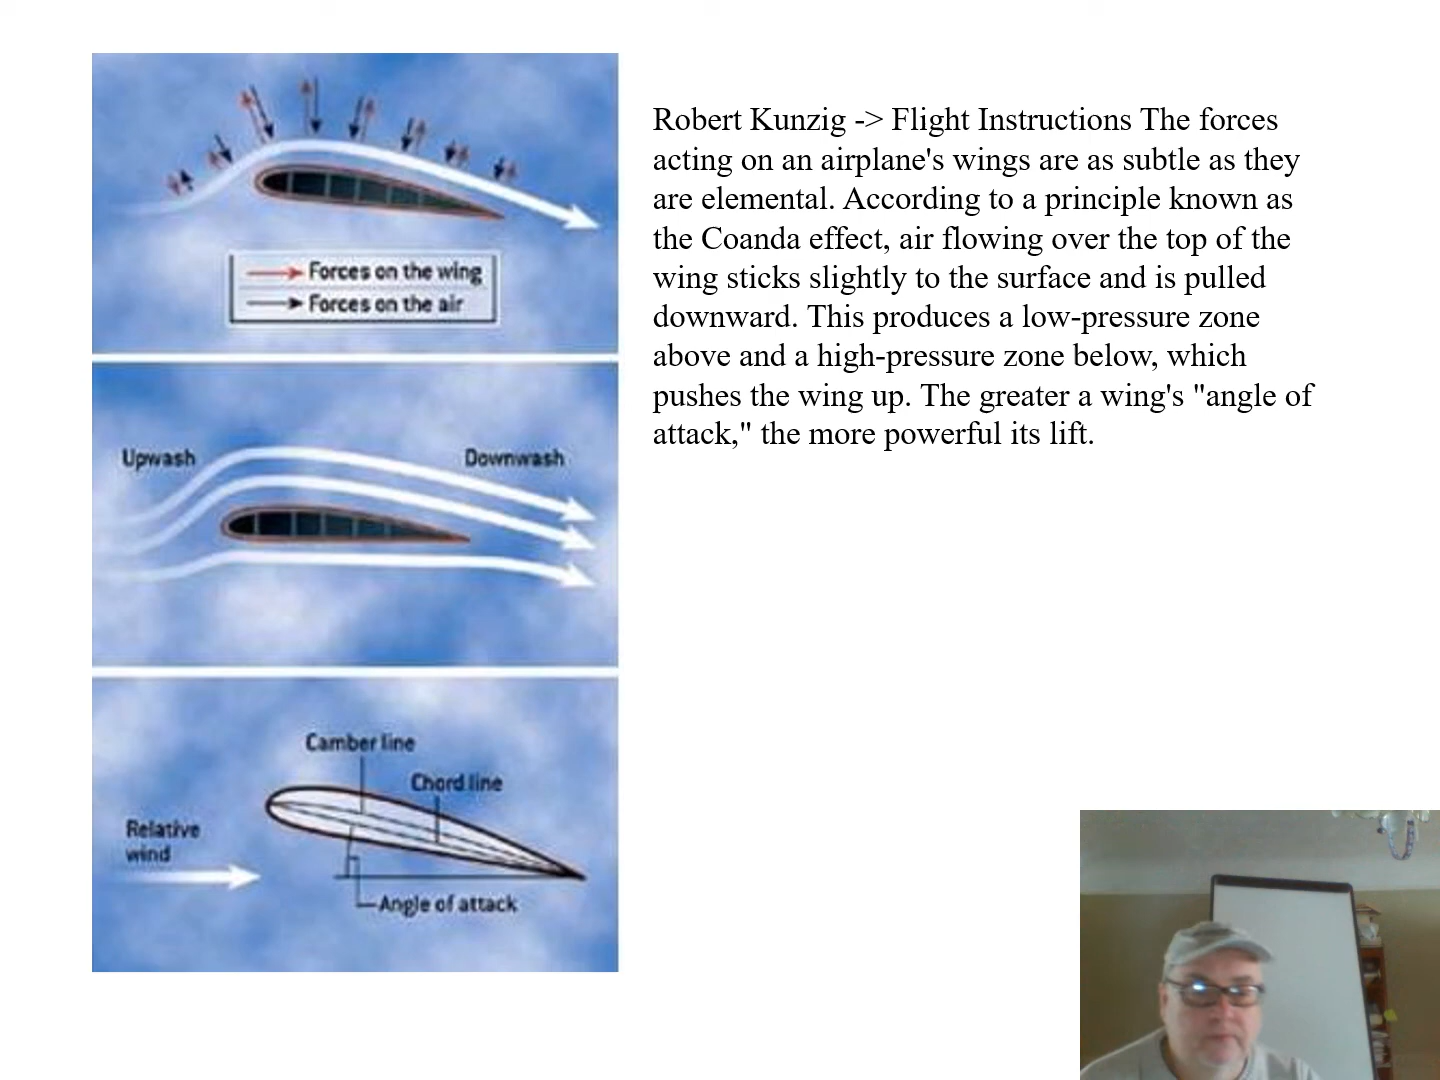 Robert Kunzig -> Flight Instructions The forces
acting on an airplane's wings are as subtle as they
are elemental. According to a principle known as
the Coanda effect, air flowing over the top of the
wing sticks slightly to the surface and is pulled
downward. This produces a low-pressure zone
above and a high-pressure zone below, which
pushes the wing up. The greater a wing's "angle of
attack," the more powerful its lift.
Forces on the wing
Forces on the air
Upwash
Downwash
Camber line
Chord line
Relative
wind
Angle of attack